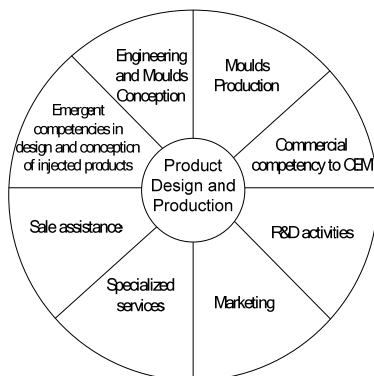 Engineering
and Moulds
Conception
Moulds
Production
Commercial
competency to OEM
R&D activities
Marketing
Specialized
services
Sale assistance
Emergent
competencies in
design and conception
of injected products
Product
Design and
Production